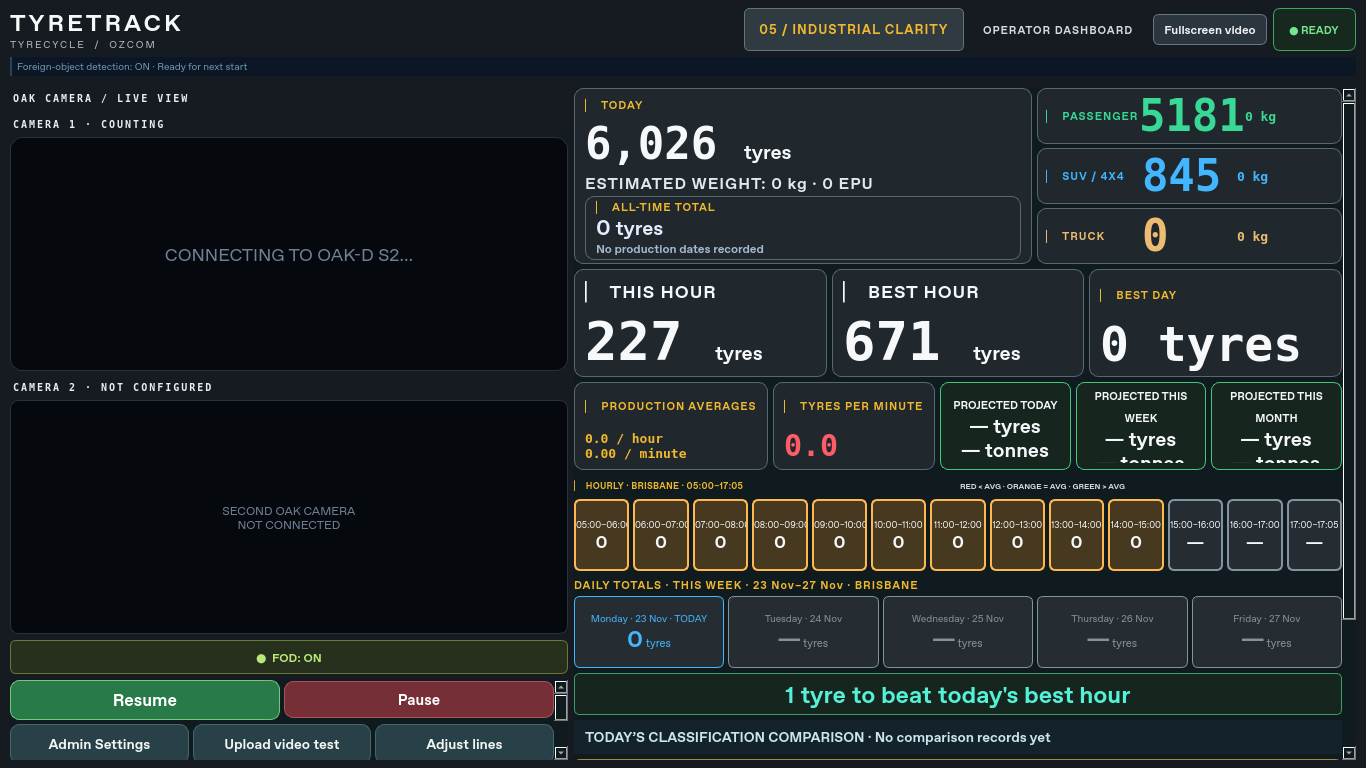 TYRETRACK
TYRECYCLE / OZCOM
05 / INDUSTRIAL CLARITY
OPERATOR DASHBOARD
Fullscreen video
READY
Foreign-object detection: ON · Ready for next start
OAK CAMERA / LIVE VIEW
CAMERA 1 · COUNTING
CONNECTING TO OAK-D S2...
CAMERA 2 · NOT CONFIGURED
SECOND OAK CAMERA
NOT CONNECTED
FOD: ON
Resume
Pause
Admin Settings
Upload video test
Adjust lines
TODAY
6,026 tyres
ESTIMATED WEIGHT: 0 kg · 0 EPU
ALL-TIME TOTAL
0 tyres
No production dates recorded
PASSENGER 5181 0 kg
SUV / 4X4 845 0 kg
TRUCK 0 0 kg
THIS HOUR
227 tyres
BEST HOUR
671 tyres
BEST DAY
0 tyres
PRODUCTION AVERAGES
0.0 / hour
0.00 / minute
TYRES PER MINUTE
0.0
PROJECTED TODAY
— tyres
— tonnes
PROJECTED THIS
WEEK
— tyres
— tonnes
PROJECTED THIS
MONTH
— tyres
— tonnes
HOURLY · BRISBANE · 05:00–17:05
RED < AVG · ORANGE = AVG · GREEN > AVG
05:00–06:00
0
06:00–07:00
0
07:00–08:00
0
08:00–09:00
0
09:00–10:00
0
10:00–11:00
0
11:00–12:00
0
12:00–13:00
0
13:00–14:00
0
14:00–15:00
0
15:00–16:00
—
16:00–17:00
—
17:00–17:05
—
DAILY TOTALS · THIS WEEK · 23 Nov–27 Nov · BRISBANE
Monday · 23 Nov · TODAY
0 tyres
Tuesday · 24 Nov
— tyres
Wednesday · 25 Nov
— tyres
Thursday · 26 Nov
— tyres
Friday · 27 Nov
— tyres
1 tyre to beat today's best hour
TODAY'S CLASSIFICATION COMPARISON · No comparison records yet